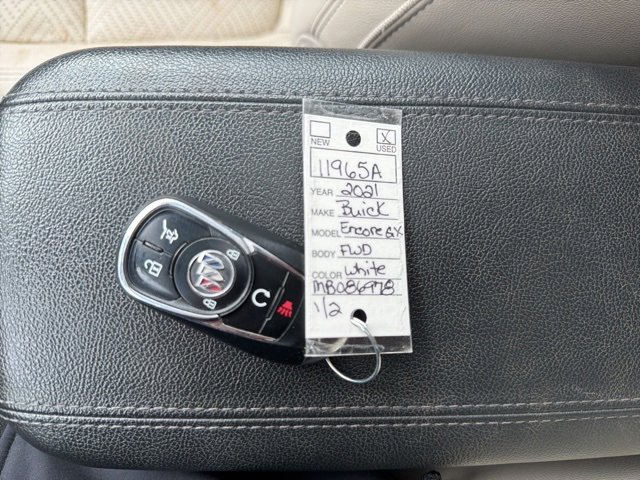 X
NEW USED
11965A
YEAR 2021
MAKE Buick
MODEL Encore GX
BODY FWD
COLOR White
MB086978
1/2